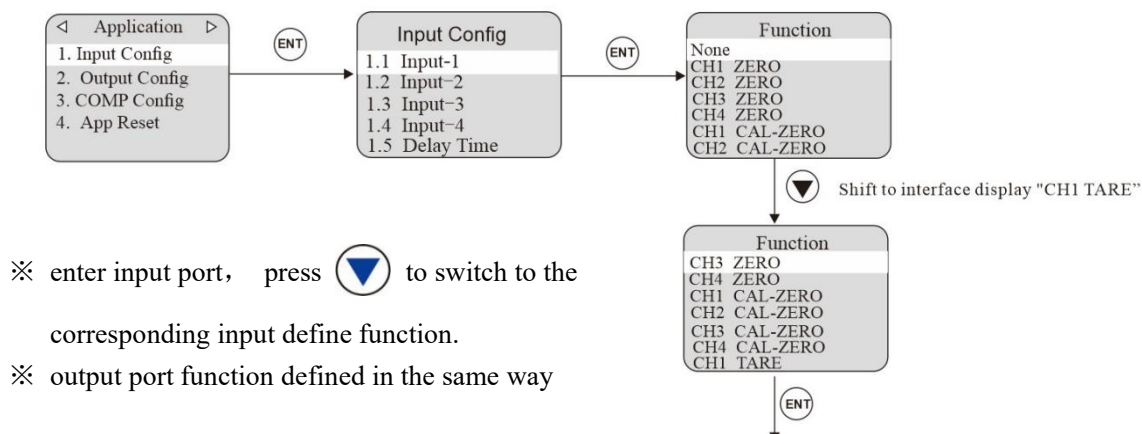 ◁ Application ▷
1. Input Config
2. Output Config
3. COMP Config
4. App Reset
ENT
Input Config
1.1 Input-1
1.2 Input-2
1.3 Input-3
1.4 Input-4
1.5 Delay Time
ENT
Function
None
CH1 ZERO
CH2 ZERO
CH3 ZERO
CH4 ZERO
CH1 CAL-ZERO
CH2 CAL-ZERO
Shift to interface display "CH1 TARE”
Function
CH3 ZERO
CH4 ZERO
CH1 CAL-ZERO
CH2 CAL-ZERO
CH3 CAL-ZERO
CH4 CAL-ZERO
CH1 TARE
ENT
※ enter input port， press ▼ to switch to the
corresponding input define function.
※ output port function defined in the same way